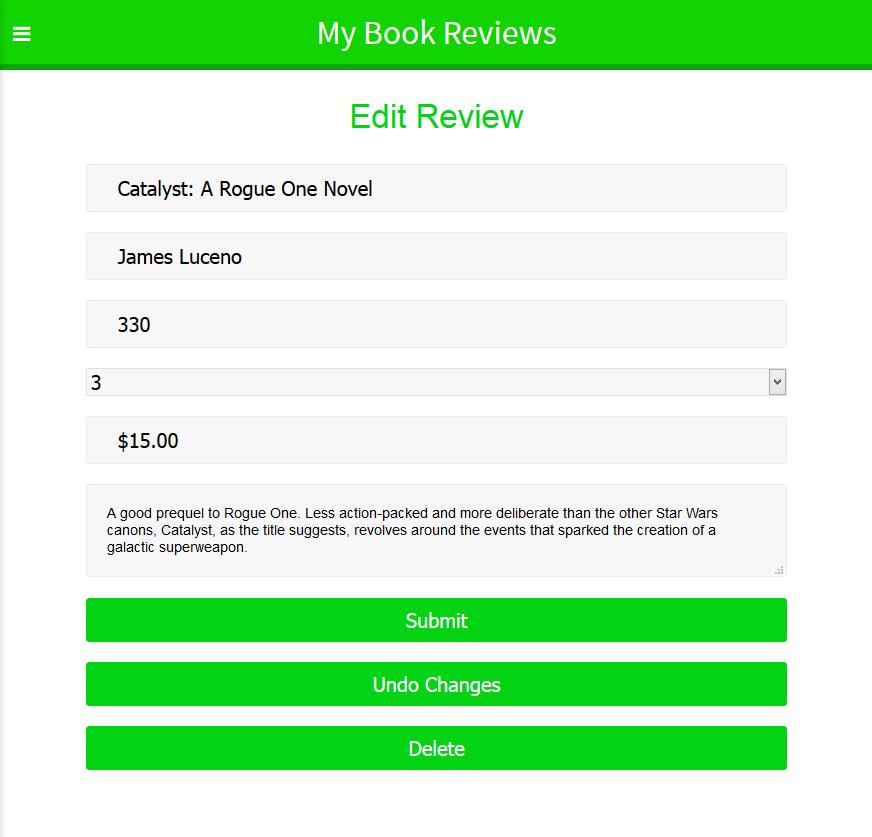 My Book Reviews
Edit Review
Catalyst: A Rogue One Novel
James Luceno
330
3
$15.00
A good prequel to Rogue One. Less action-packed and more deliberate than the other Star Wars
canons, Catalyst, as the title suggests, revolves around the events that sparked the creation of a
galactic superweapon.
Submit
Undo Changes
Delete